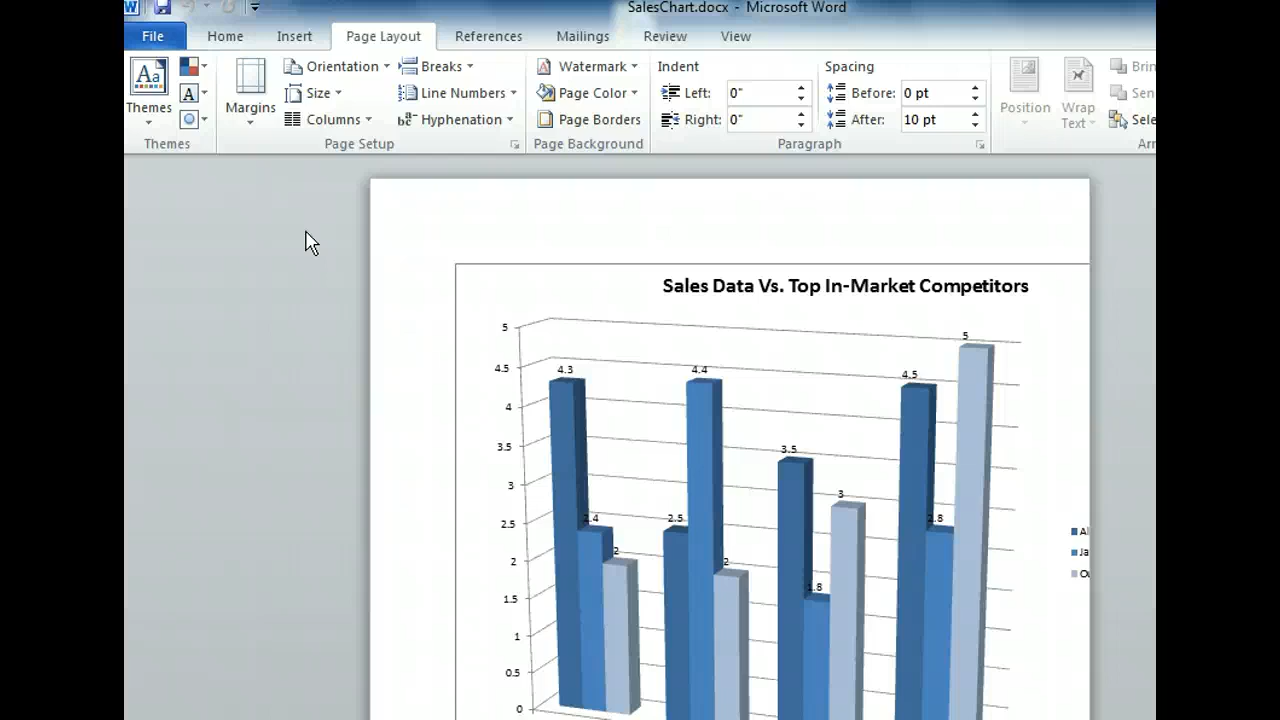 SalesChart.docx - Microsoft Word
File Home Insert Page Layout References Mailings Review View
Orientation Breaks Watermark Indent Spacing
Size Line Numbers Page Color Left: 0" Before: 0 pt
Themes Margins Columns Hyphenation Page Borders Right: 0" After: 10 pt Position Wrap Text
Themes Page Setup Page Background Paragraph
Sales Data Vs. Top In-Market Competitors
5
4.5
4
3.5
3
2.5
2
1.5
1
0.5
0
4.3 2.4 2
2.5 4.4 2
3.5 1.8 3
4.5 2.8 5